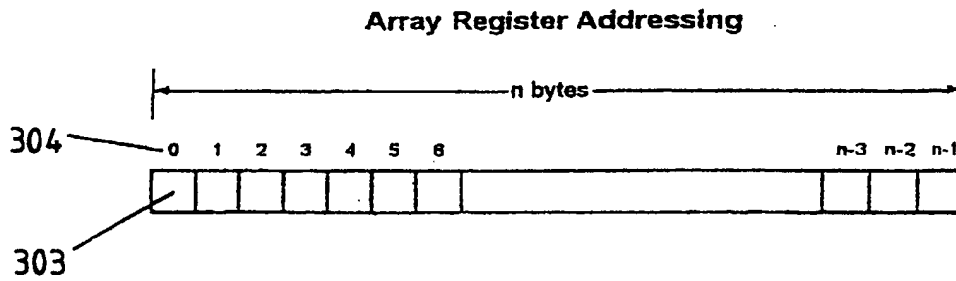 Array Register Addressing
n bytes
304
0 1 2 3 4 5 6 n-3 n-2 n-1
303